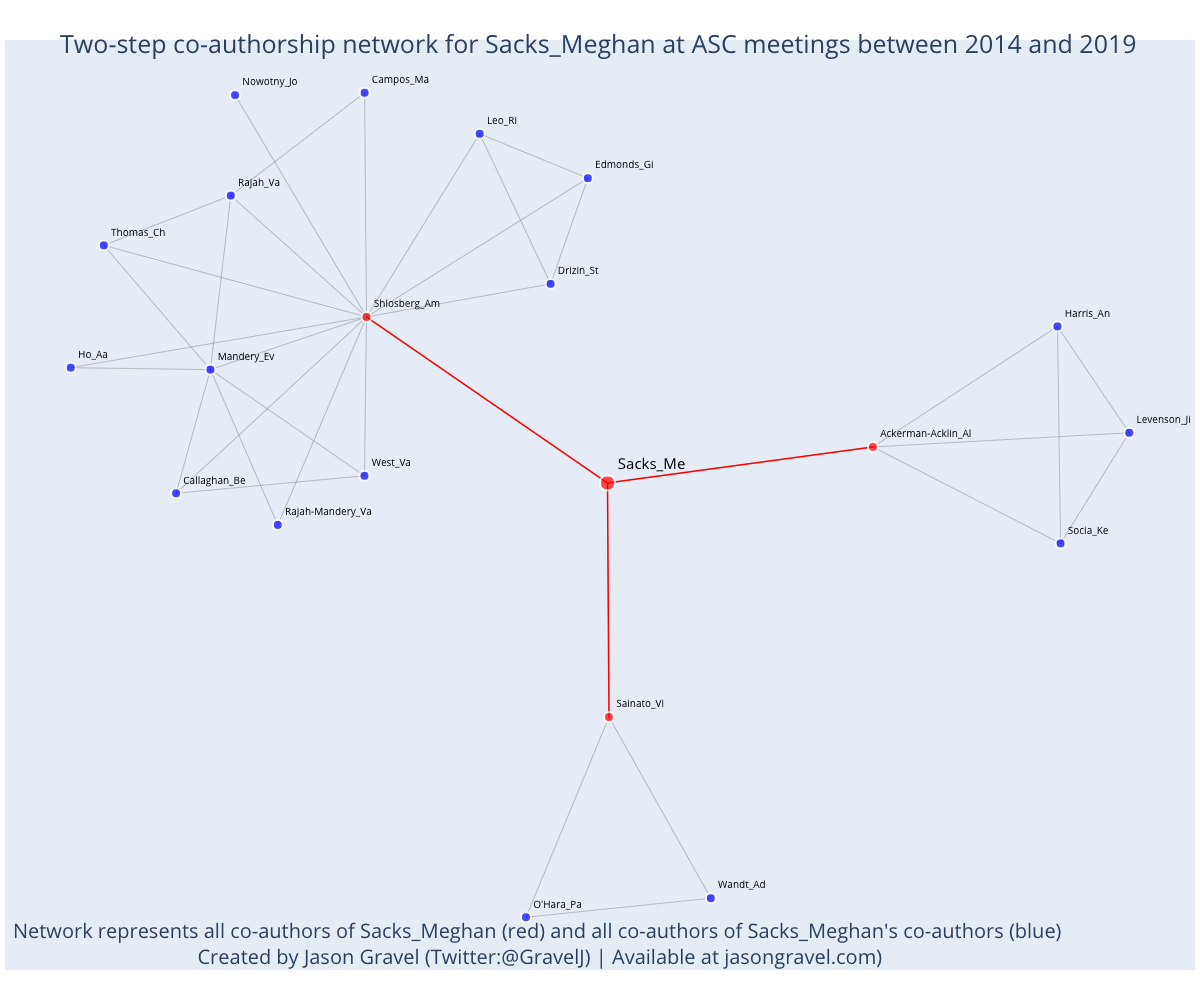 Two-step co-authorship network for Sacks_Meghan at ASC meetings between 2014 and 2019
Nowotny_Jo
Campos_Ma
Leo_Ri
Edmonds_Gi
Rajah_Va
Thomas_Ch
Drizin_St
Shlosberg_Am
Harris_An
Ho_Aa
Mandery_Ev
Levenson_Ji
Ackerman-Acklin_Al
West_Va
Sacks_Me
Callaghan_Be
Rajah-Mandery_Va
Socia_Ke
Sainato_Vi
Wandt_Ad
O'Hara_Pa
Network represents all co-authors of Sacks_Meghan (red) and all co-authors of Sacks_Meghan's co-authors (blue)
Created by Jason Gravel (Twitter:@GravelJ) | Available at jasongravel.com)